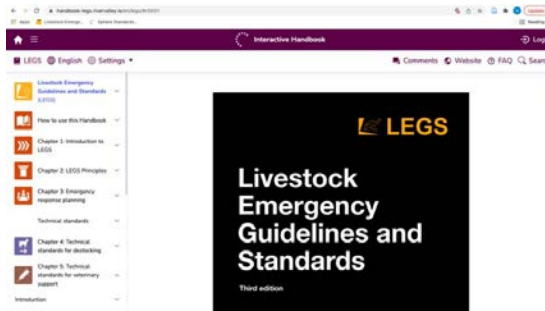 Apps
Interactive Handbook
LEGS English Settings
Comments Website FAQ
Livestock Emergency
Guidelines and Standards
(LEGS)
How to use this Handbook
Chapter 1: Introduction to
LEGS
Chapter 2: LEGS Principles
Chapter 3: Emergency
response planning
Technical standards
Chapter 4: Technical
standards for destocking
Chapter 5: Technical
standards for veterinary
support
Introduction
LEGS
Livestock
Emergency
Guidelines and
Standards
Third edition